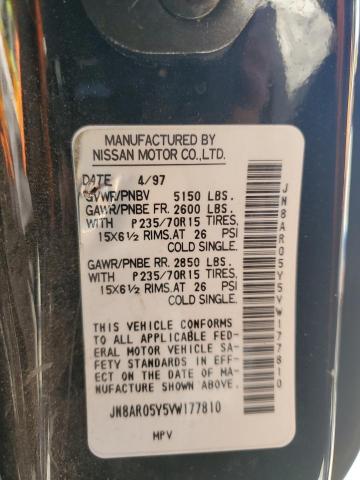 MANUFACTURED BY
NISSAN MOTOR CO.,LTD.
DATE 4/97
GVWR/PNBV 5150 LBS.
GAWR/PNBE FR. 2600 LBS.
WITH P235/70R15 TIRES,
15X6½ RIMS,AT 26 PSI
COLD SINGLE.
GAWR/PNBE RR. 2850 LBS.
WITH P235/70R15 TIRES,
15X6½ RIMS,AT 26 PSI
COLD SINGLE.
THIS VEHICLE CONFORMS
TO ALL APPLICABLE FED-
ERAL MOTOR VEHICLE SA-
FETY STANDARDS IN EFF-
ECT ON THE DATE OF MA-
NUFACTURE SHOWN ABOVE.
JN8AR05Y5VW177810
MPV
JN8AR05Y5VW177810